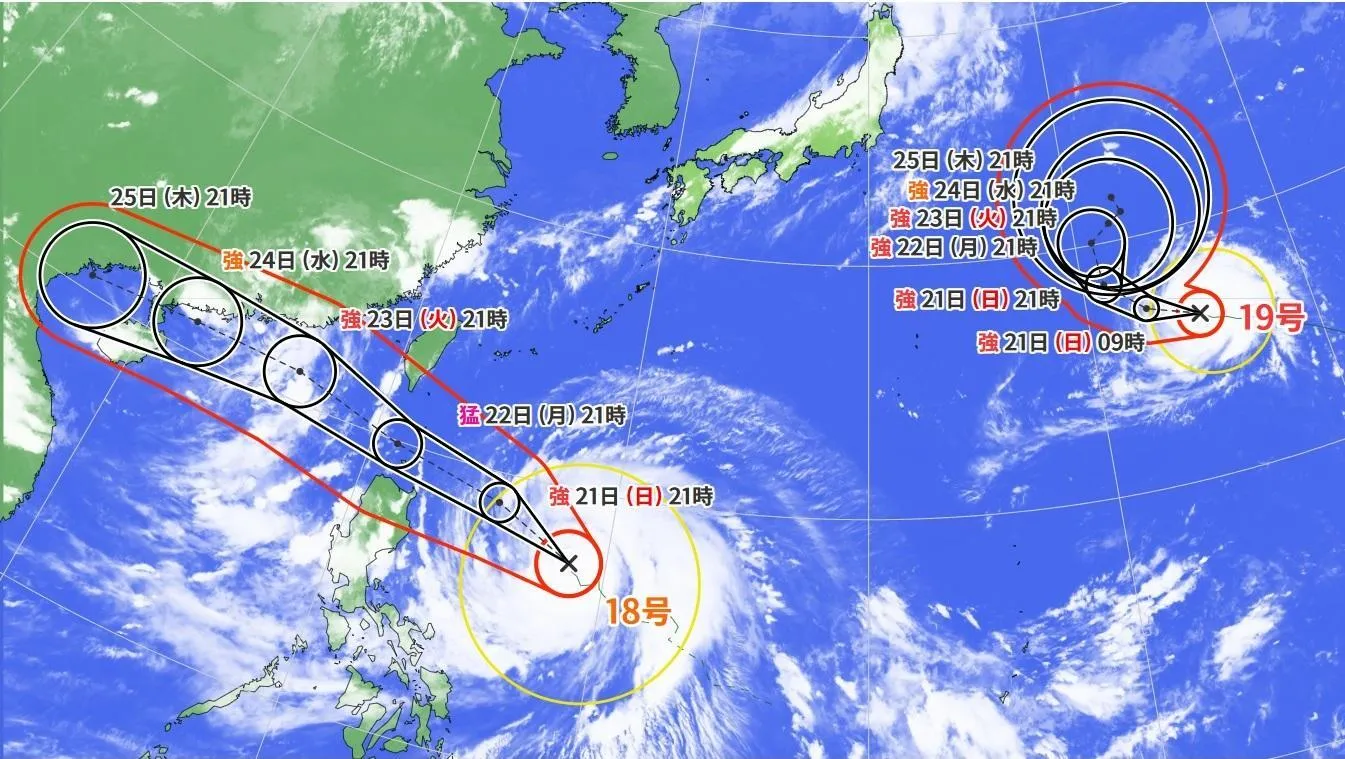 25日(木)21時
強 24日(水)21時
強 23日(火)21時
猛 22日(月)21時
強 21日(日)21時
18号
25日(木)21時
強 24日(水)21時
強 23日(火)21時
強 22日(月)21時
強 21日(日)21時
強 21日(日)09時
19号